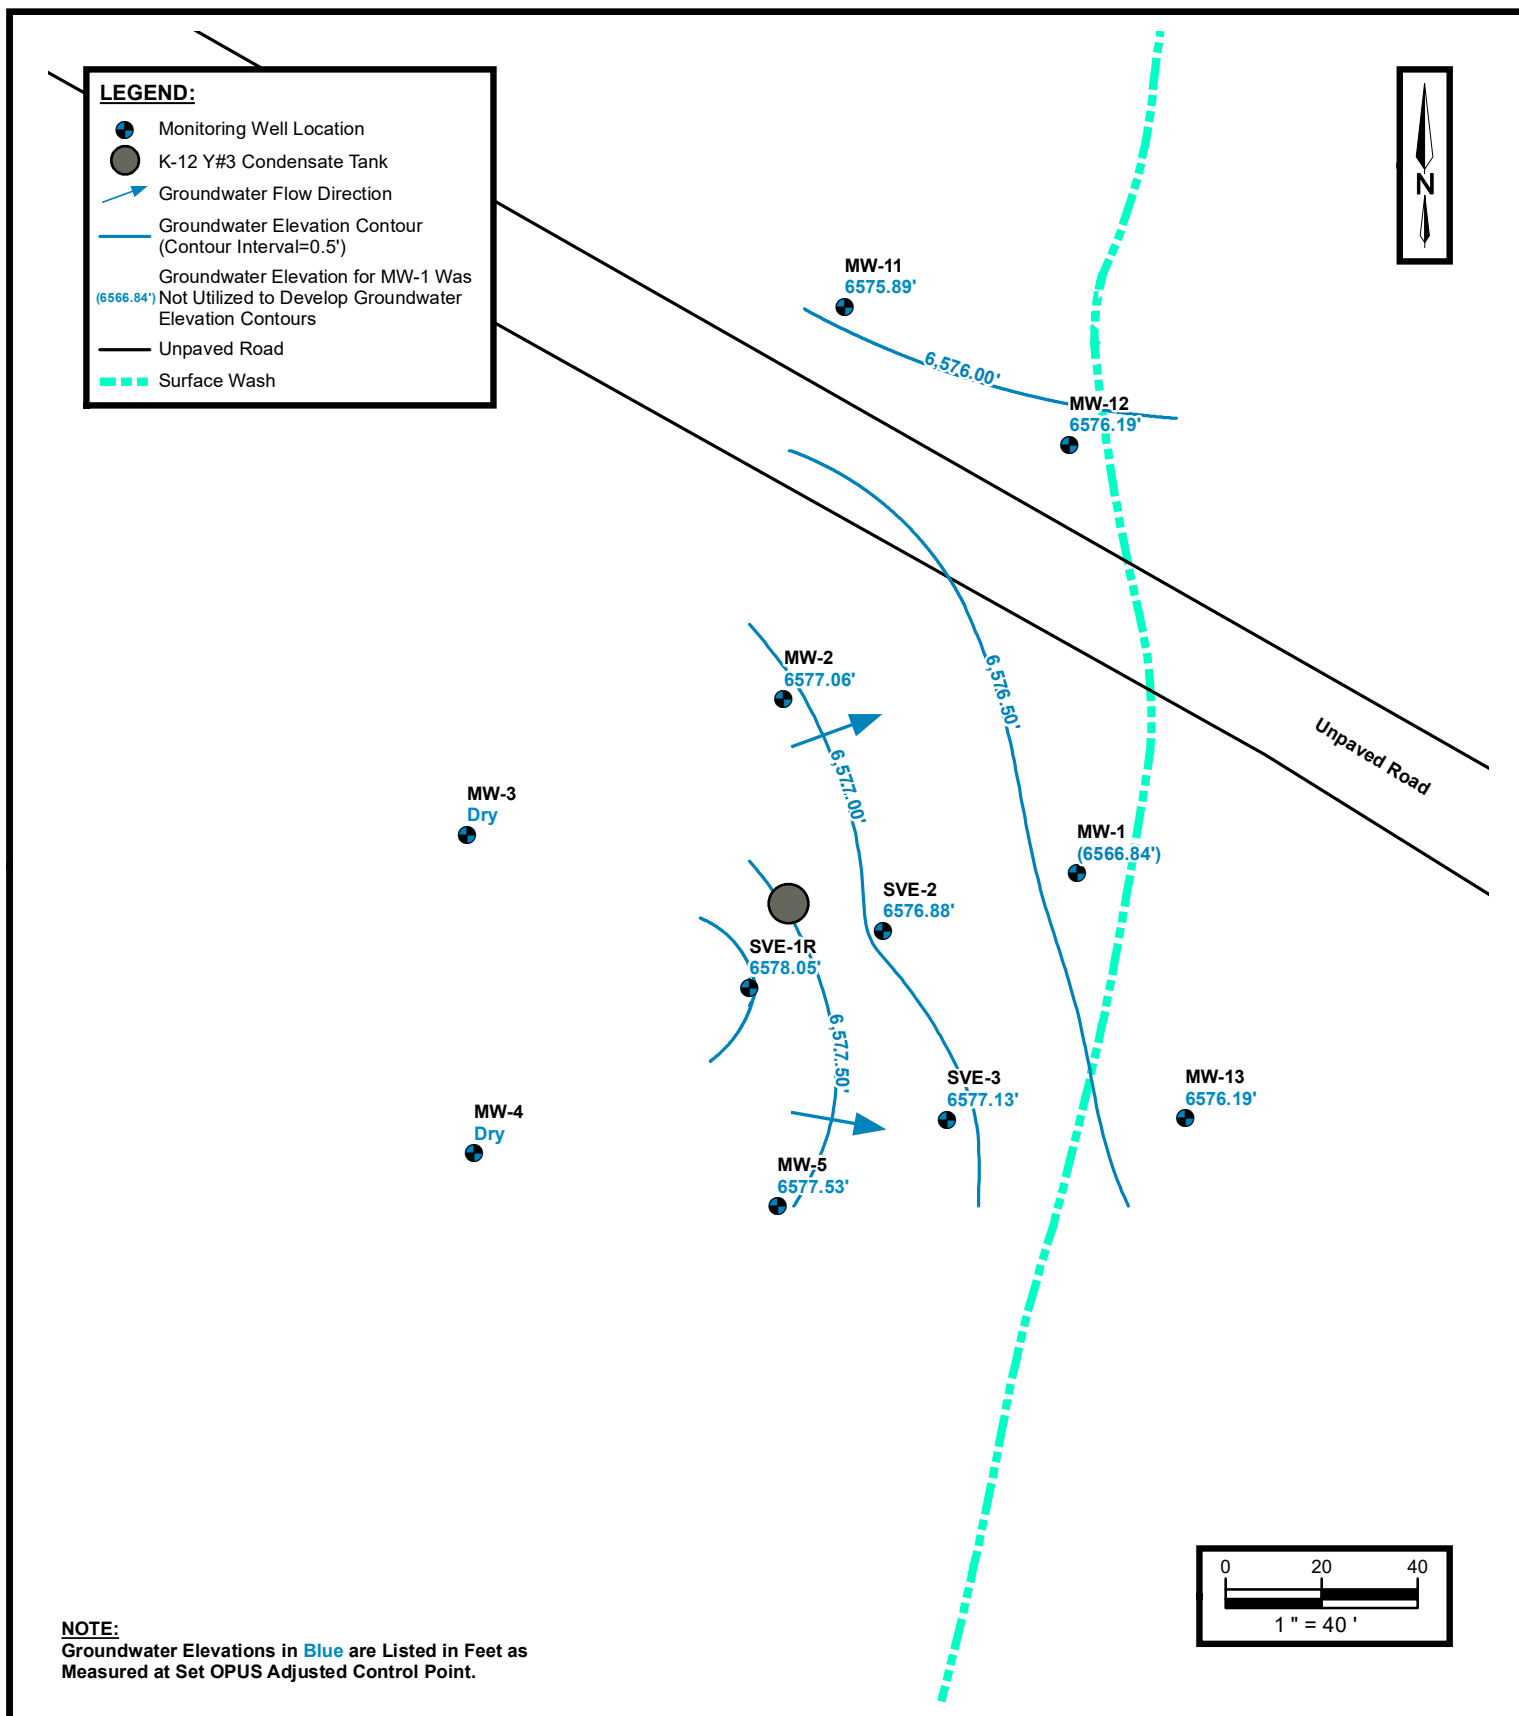 LEGEND:
Monitoring Well Location
K-12 Y#3 Condensate Tank
Groundwater Flow Direction
Groundwater Elevation Contour
(Contour Interval=0.5')
Groundwater Elevation for MW-1 Was
(6566.84') Not Utilized to Develop Groundwater
Elevation Contours
Unpaved Road
Surface Wash
N
MW-11
6575.89'
6,576.00'
MW-12
6576.19'
MW-2
6577.06'
6,576.50'
Unpaved Road
6,577.00'
MW-3
Dry
MW-1
(6566.84')
SVE-2
6576.88'
SVE-1R
6578.05'
6,577.50'
SVE-3
6577.13'
MW-13
6576.19'
MW-4
Dry
MW-5
6577.53'
0 20 40
1 " = 40 '
NOTE:
Groundwater Elevations in Blue are Listed in Feet as
Measured at Set OPUS Adjusted Control Point.